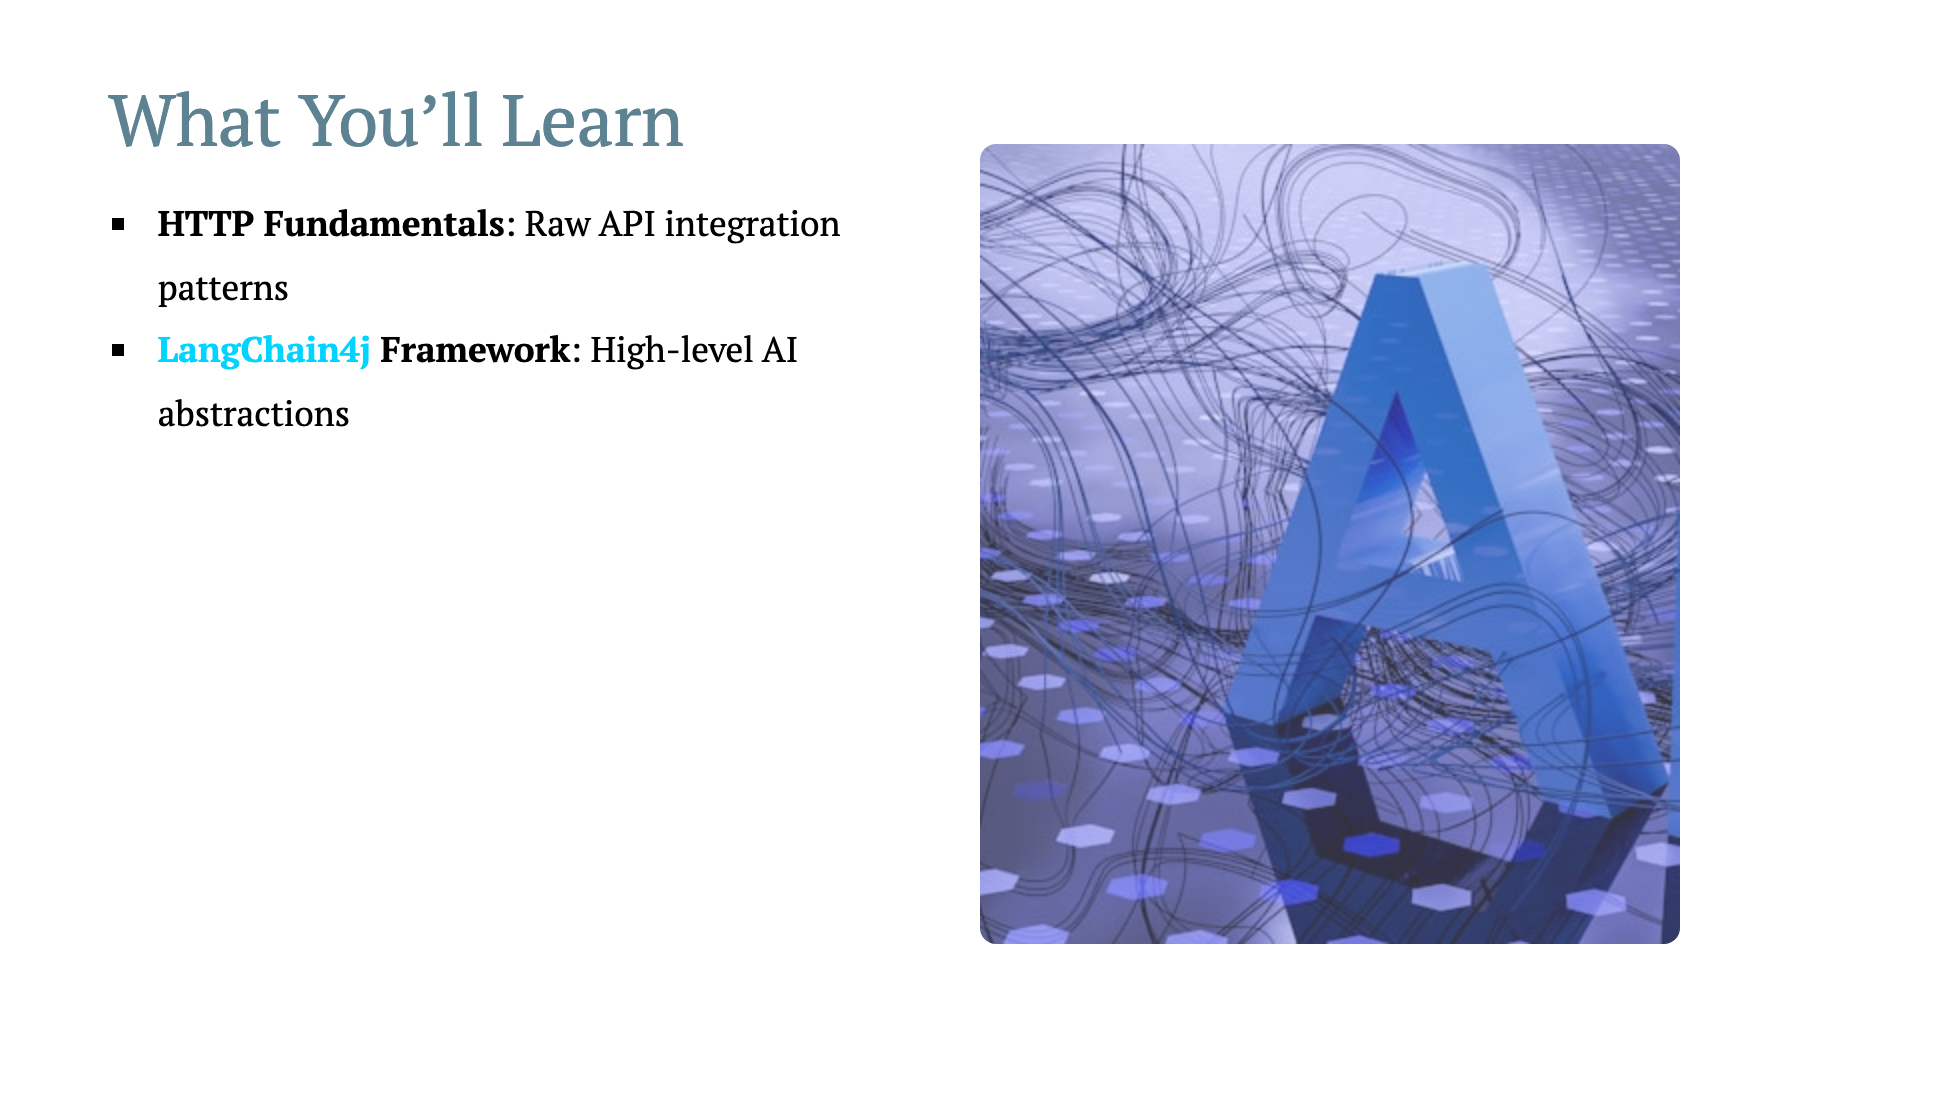 What You’ll Learn
HTTP Fundamentals: Raw API integration
patterns
LangChain4j Framework: High-level AI
abstractions
A